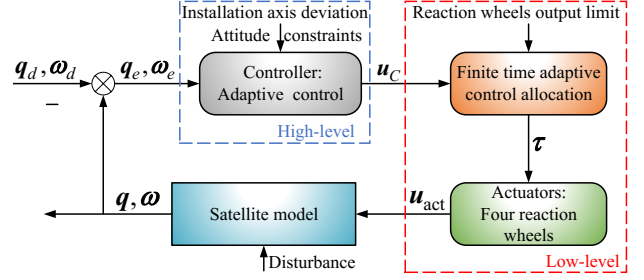 Installation axis deviation
Attitude constraints
Reaction wheels output limit
q_d, ω_d
−
q_e, ω_e
Controller:
Adaptive control
High-level
u_C
Finite time adaptive
control allocation
τ
Actuators:
Four reaction
wheels
Low-level
u_act
Satellite model
Disturbance
q, ω